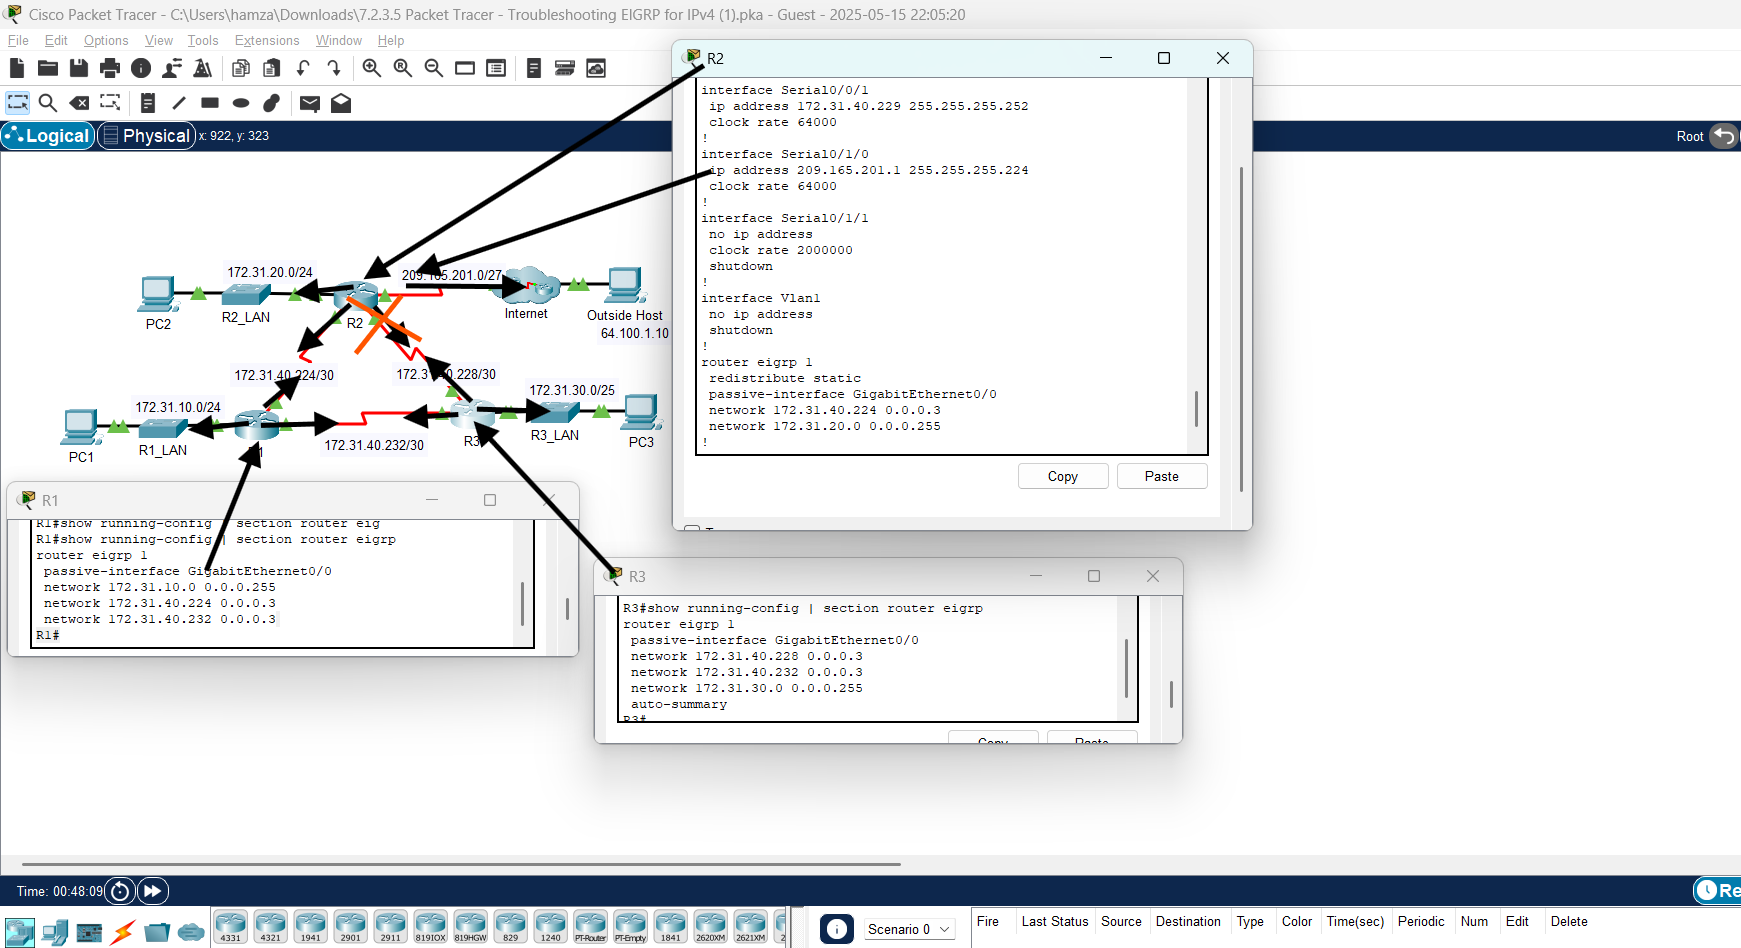 Cisco Packet Tracer - C:\Users\hamza\Downloads\7.2.3.5 Packet Tracer - Troubleshooting EIGRP for IPv4 (1).pka - Guest - 2025-05-15 22:05:20
File Edit Options View Tools Extensions Window Help
Logical Physical x: 922, y: 323
Root
R2
interface Serial0/0/1
ip address 172.31.40.229 255.255.255.252
clock rate 64000
!
interface Serial0/1/0
ip address 209.165.201.1 255.255.255.224
clock rate 64000
!
interface Serial0/1/1
no ip address
clock rate 2000000
shutdown
!
interface Vlan1
no ip address
shutdown
!
router eigrp 1
redistribute static
passive-interface GigabitEthernet0/0
network 172.31.40.224 0.0.0.3
network 172.31.20.0 0.0.0.255
!
Copy Paste
172.31.20.0/24
209.165.201.0/27
PC2
R2_LAN
R2
Internet
Outside Host
64.100.1.10
172.31.40.224/30
172.31.40.228/30
172.31.10.0/24
172.31.30.0/25
PC1
R1_LAN
172.31.40.232/30
R3
R3_LAN
PC3
R1
R1#show running-config | section router eig
R1#show running-config | section router eigrp
router eigrp 1
passive-interface GigabitEthernet0/0
network 172.31.10.0 0.0.0.255
network 172.31.40.224 0.0.0.3
network 172.31.40.232 0.0.0.3
R1#
R3
R3#show running-config | section router eigrp
router eigrp 1
passive-interface GigabitEthernet0/0
network 172.31.40.228 0.0.0.3
network 172.31.40.232 0.0.0.3
network 172.31.30.0 0.0.0.255
auto-summary
R3#
Copy Paste
Time: 00:48:09
Re
4331 4321 1941 2901 2911 819IOX 819HGW 829 1240 PT-Router PT-Empty 1841 2620XM 2621XM 2
Scenario 0
Fire Last Status Source Destination Type Color Time(sec) Periodic Num Edit Delete